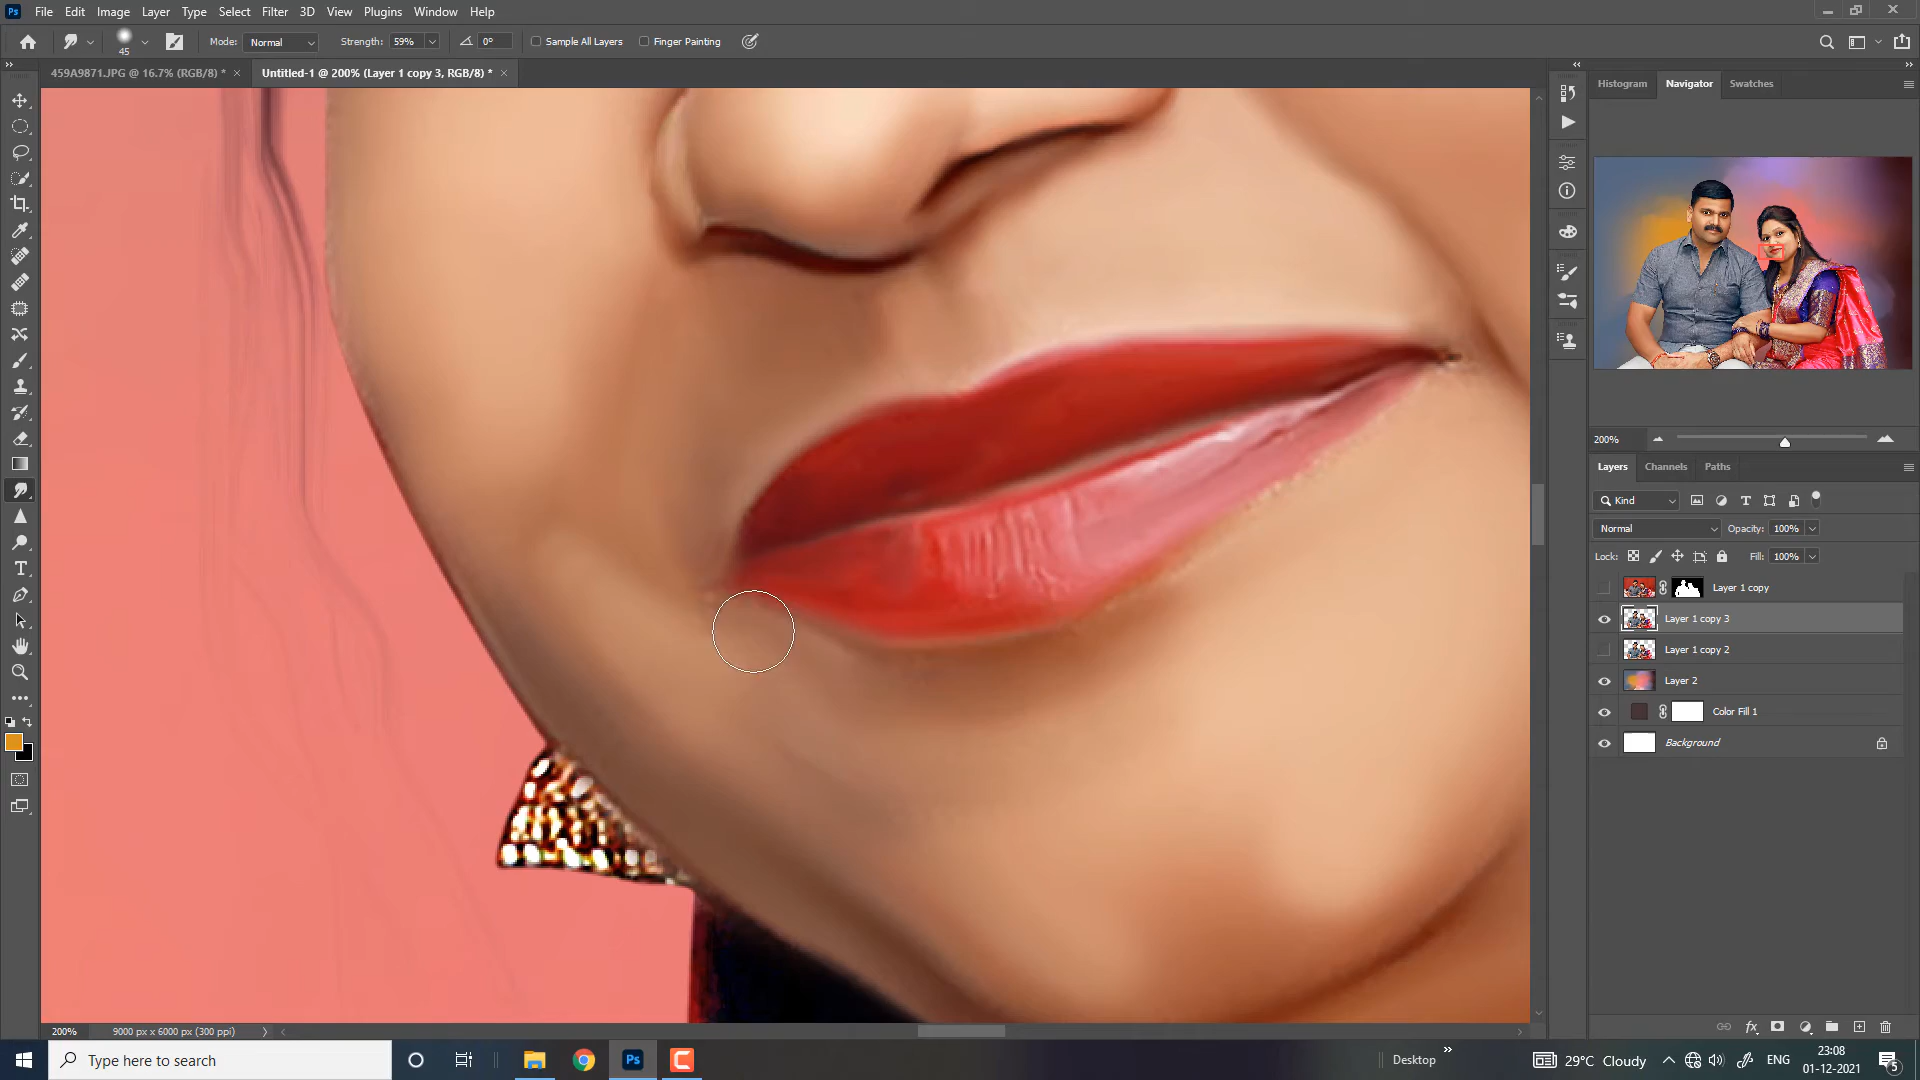 Ps File Edit Image Layer Type Select Filter 3D View Plugins Window Help
45 Mode: Normal Strength: 59% 0° Sample All Layers Finger Painting
459A9871.JPG @ 16.7% (RGB/8) * × Untitled-1 @ 200% (Layer 1 copy 3, RGB/8) * ×
Histogram Navigator Swatches
200%
Layers Channels Paths
Kind
Normal Opacity: 100%
Lock: Fill: 100%
Layer 1 copy
Layer 1 copy 3
Layer 1 copy 2
Layer 2
Color Fill 1
Background
200% 9000 px x 6000 px (300 ppi)
Type here to search
Ps
Desktop
29°C Cloudy
ENG
23:08
01-12-2021
5